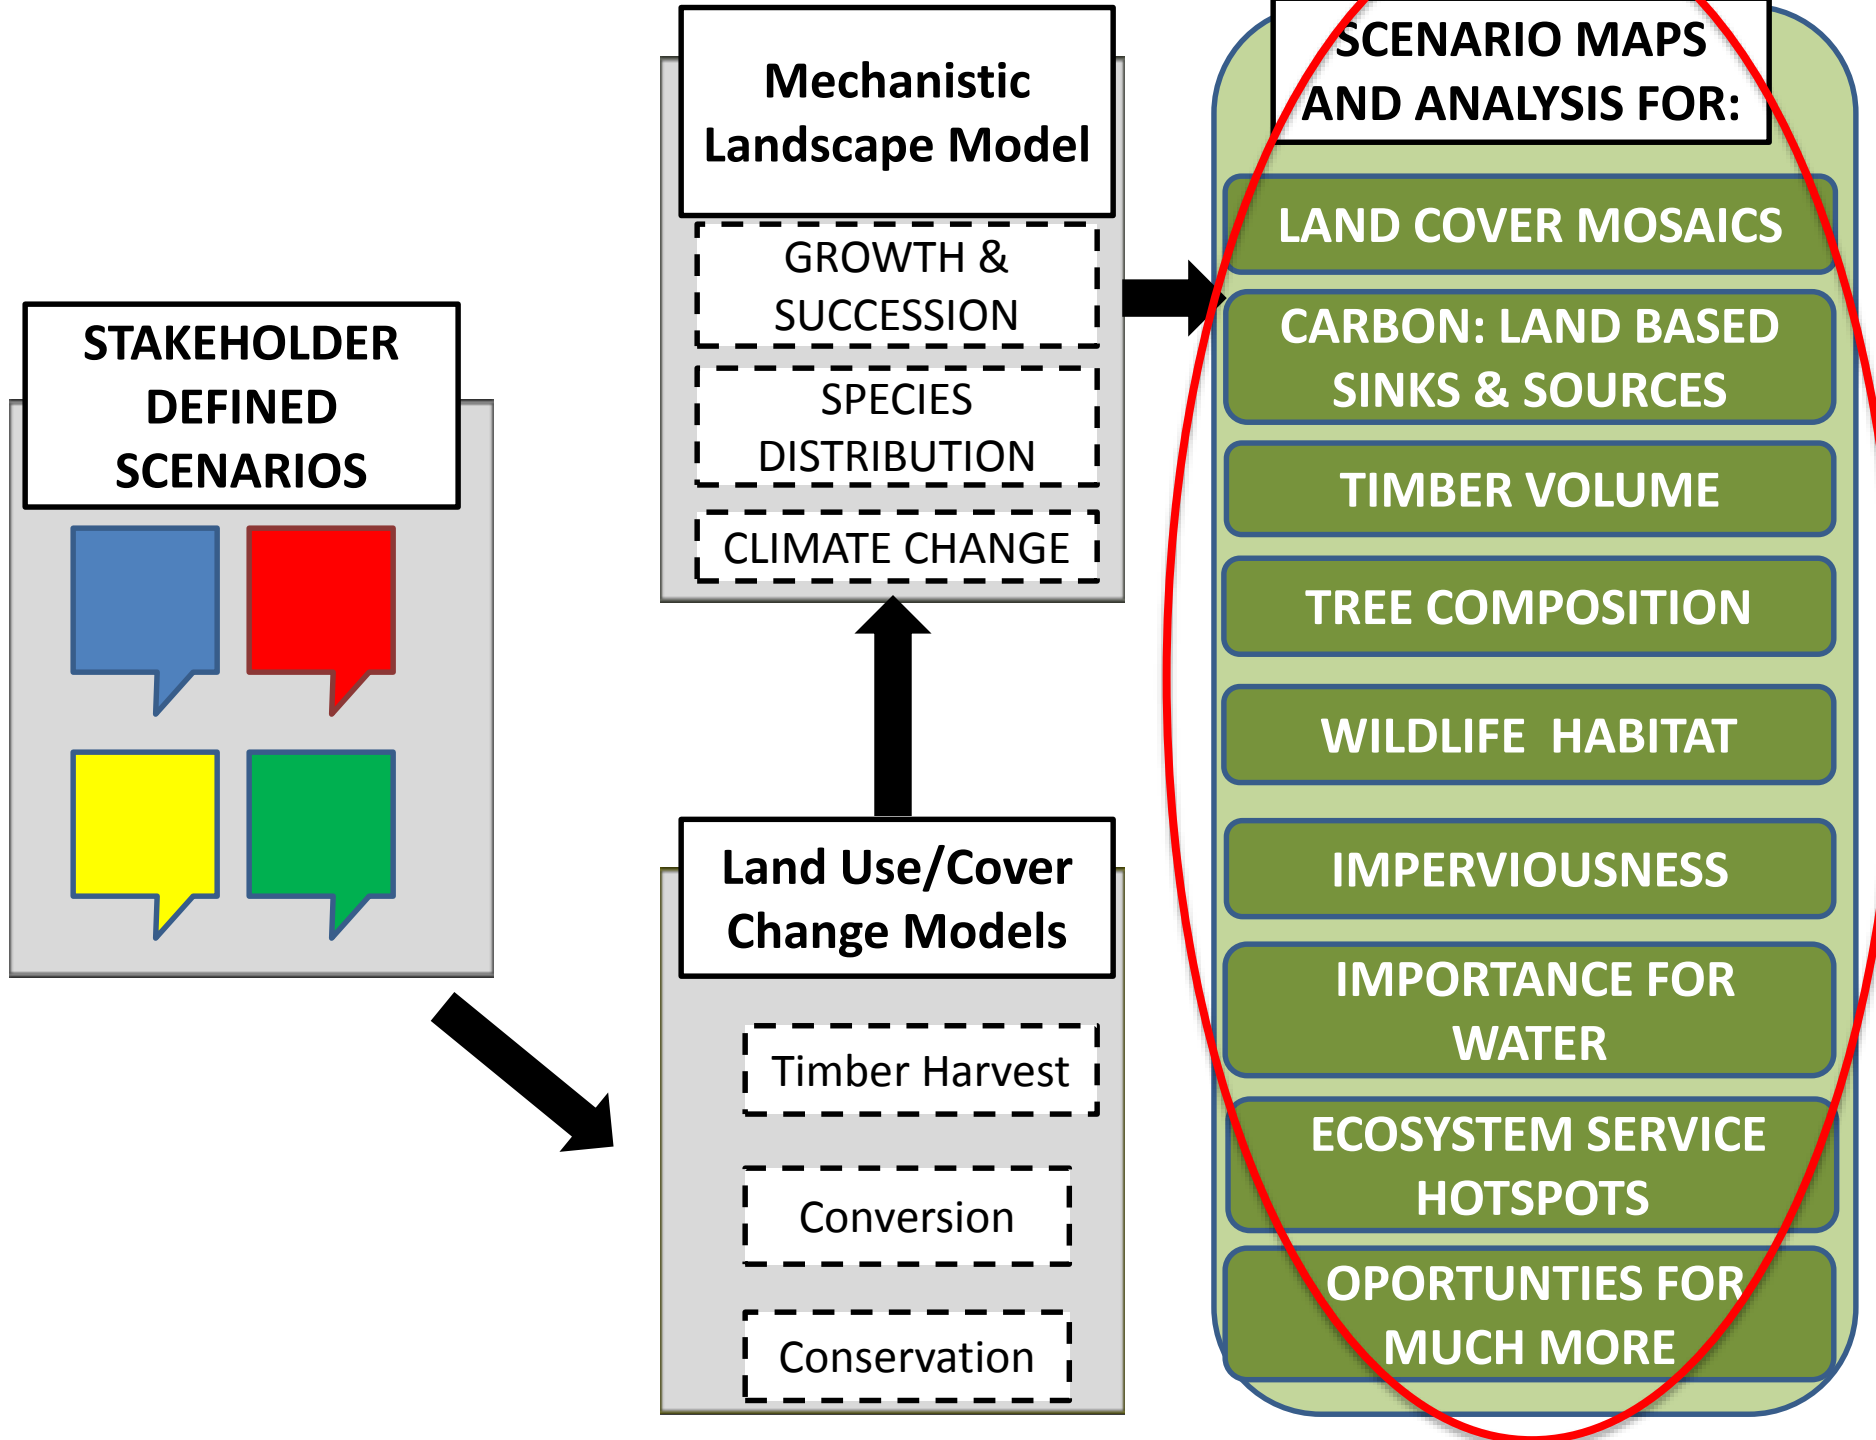 STAKEHOLDER
DEFINED
SCENARIOS
Mechanistic
Landscape Model
GROWTH &
SUCCESSION
SPECIES
DISTRIBUTION
CLIMATE CHANGE
Land Use/Cover
Change Models
Timber Harvest
Conversion
Conservation
SCENARIO MAPS
AND ANALYSIS FOR:
LAND COVER MOSAICS
CARBON: LAND BASED
SINKS & SOURCES
TIMBER VOLUME
TREE COMPOSITION
WILDLIFE HABITAT
IMPERVIOUSNESS
IMPORTANCE FOR
WATER
ECOSYSTEM SERVICE
HOTSPOTS
OPORTUNTIES FOR
MUCH MORE